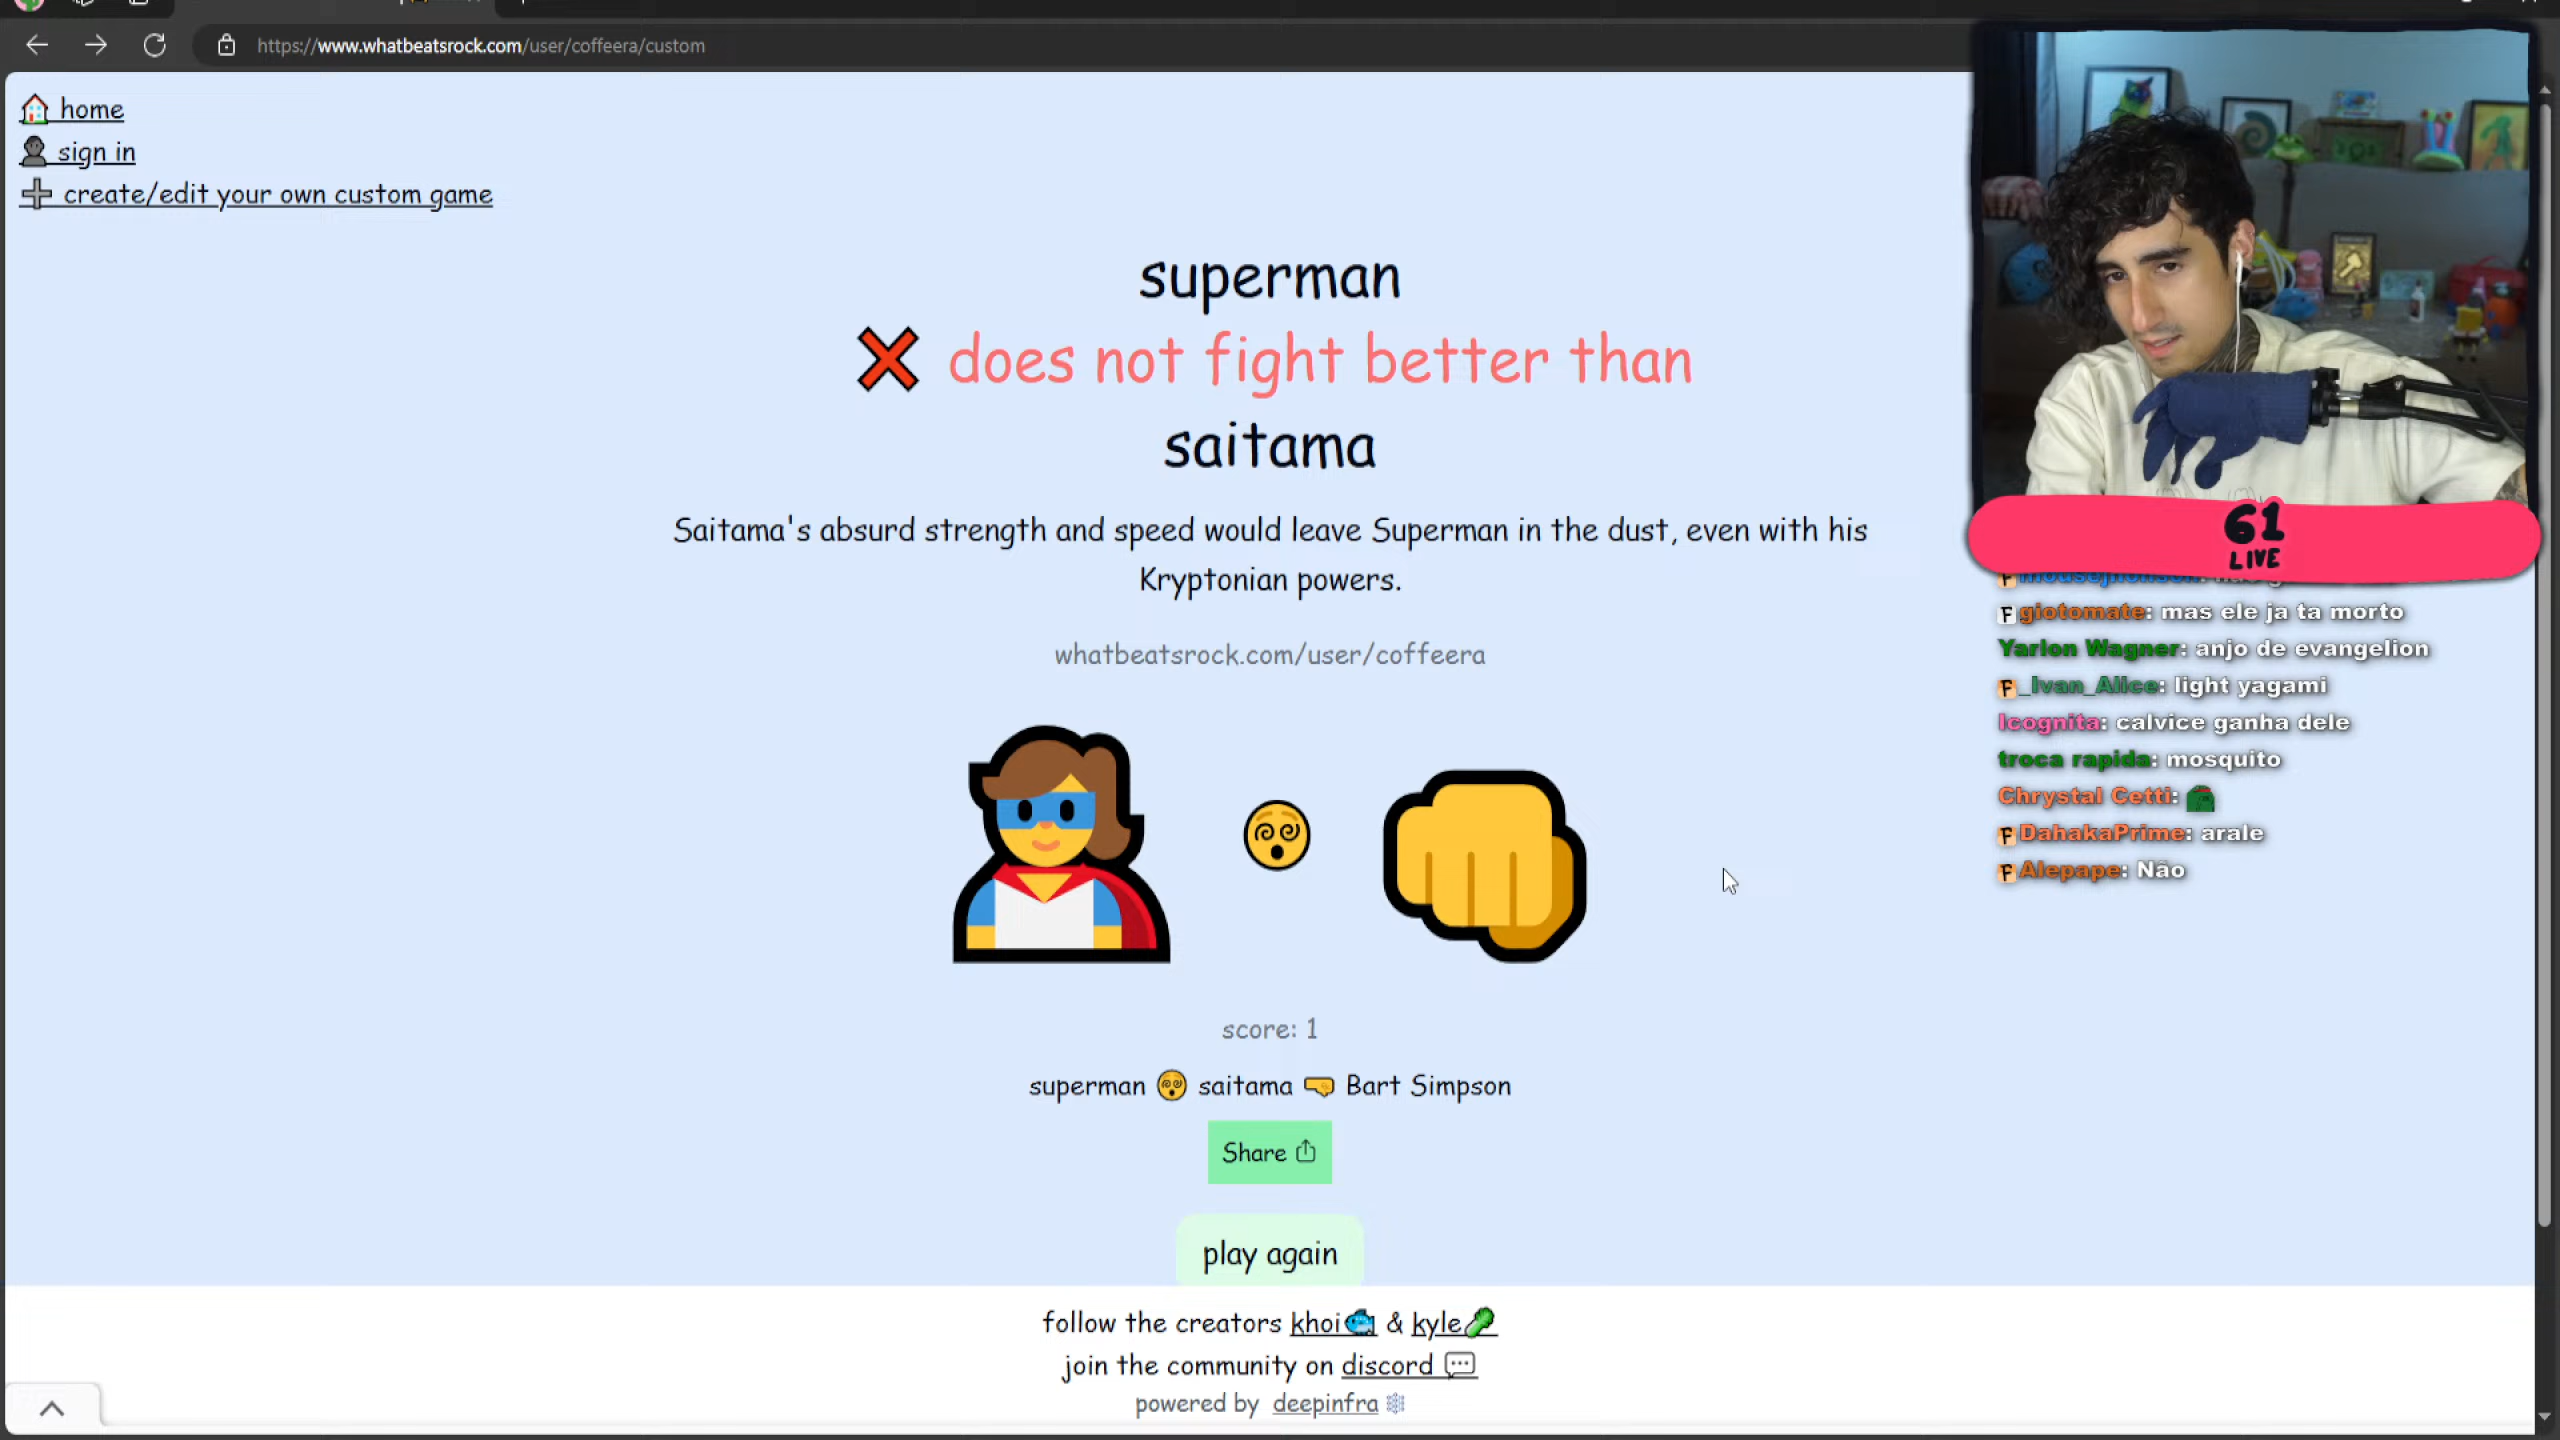 https://www.whatbeatsrock.com/user/coffeera/custom
home
sign in
create/edit your own custom game
superman
❌ does not fight better than
saitama
Saitama's absurd strength and speed would leave Superman in the dust, even with his
Kryptonian powers.
whatbeatsrock.com/user/coffeera
score: 1
superman 😵‍💫 saitama 🤜 Bart Simpson
Share
play again
follow the creators khoi🐟 & kyle🥬
join the community on discord 💬
powered by deepinfra
61
LIVE
F giotomate: mas ele ja ta morto
Yarlon Wagner: anjo de evangelion
F _Ivan_Alice: light yagami
Icognita: calvice ganha dele
troca rapida: mosquito
Chrystal Cetti:
F DahakaPrime: arale
F Alepape: Não